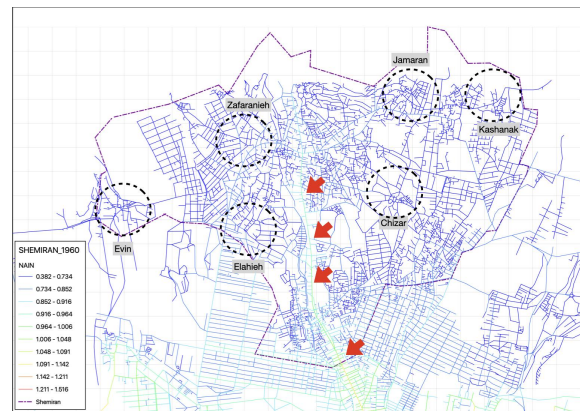 Jamaran
Zafaranieh
Kashanak
Chizar
Evin
Elahieh
SHEMIRAN_1960
NAIN
0.382 - 0.734
0.734 - 0.852
0.852 - 0.916
0.916 - 0.964
0.964 - 1.006
1.006 - 1.048
1.048 - 1.091
1.091 - 1.142
1.142 - 1.211
1.211 - 1.516
Shemiran